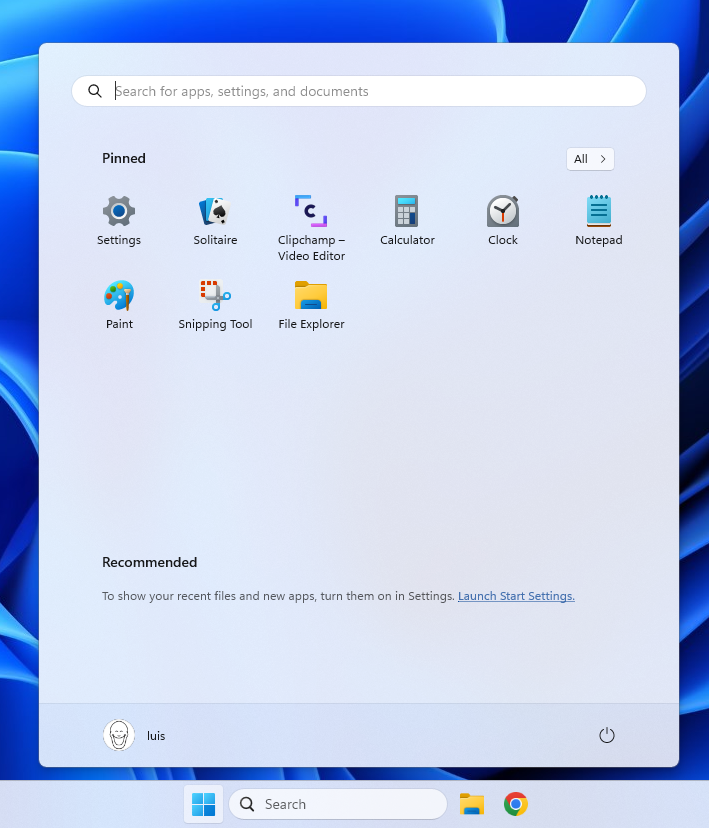 Search for apps, settings, and documents
Pinned
All
Settings
Solitaire
Clipchamp –
Video Editor
Calculator
Clock
Notepad
Paint
Snipping Tool
File Explorer
Recommended
To show your recent files and new apps, turn them on in Settings. Launch Start Settings.
luis
Search